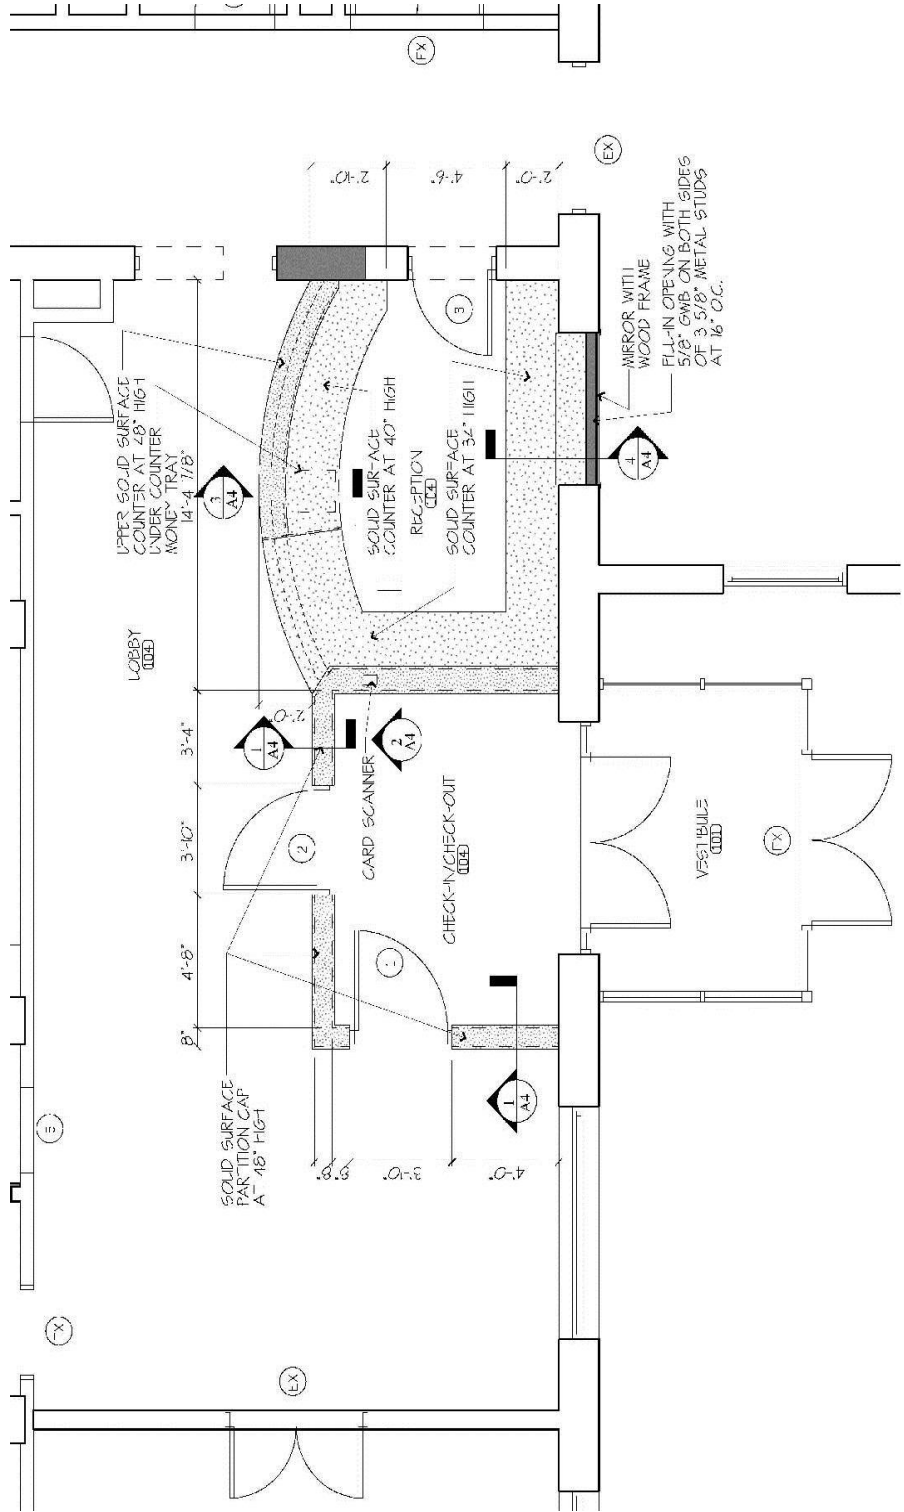 EX
2'-10"
4'-6"
2'-0"
EX
UPPER SOLID SURFACE
COUNTER AT 48" HIGH
UNDER COUNTER
MONEY TRAY
14'-4 7/8"
3
A4
SOLID SURFACE
COUNTER AT 40" HIGH
RECEPTION
104
SOLID SURFACE
COUNTER AT 34" HIGH
3
MIRROR WITH
WOOD FRAME
FILL-IN OPENING WITH
5/8" GWB ON BOTH SIDES
OF 3 5/8" METAL STUDS
AT 16" O.C.
4
A4
LOBBY
104
2'-0"
3'-4"
1
A4
2
A4
CARD SCANNER
3'-10"
2
CHECK-IN/CHECK-OUT
104
VESTIBULE
101
EX
4'-8"
1
8"
SOLID SURFACE
PARTITION CAP
AT 48" HIGH
8"
8"
3'-10"
4'-0"
1
A4
EX
EX